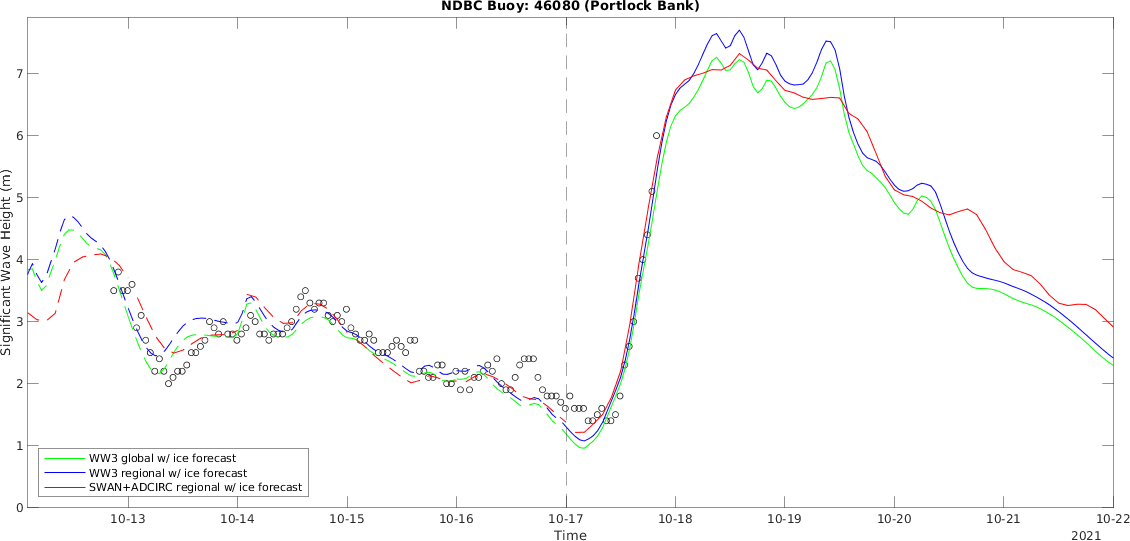 NDBC Buoy: 46080 (Portlock Bank)
Significant Wave Height (m)
7
6
5
4
3
2
1
0
WW3 global w/ ice forecast
WW3 regional w/ ice forecast
SWAN+ADCIRC regional w/ ice forecast
10-13 10-14 10-15 10-16 10-17 10-18 10-19 10-20 10-21 10-22
Time
2021